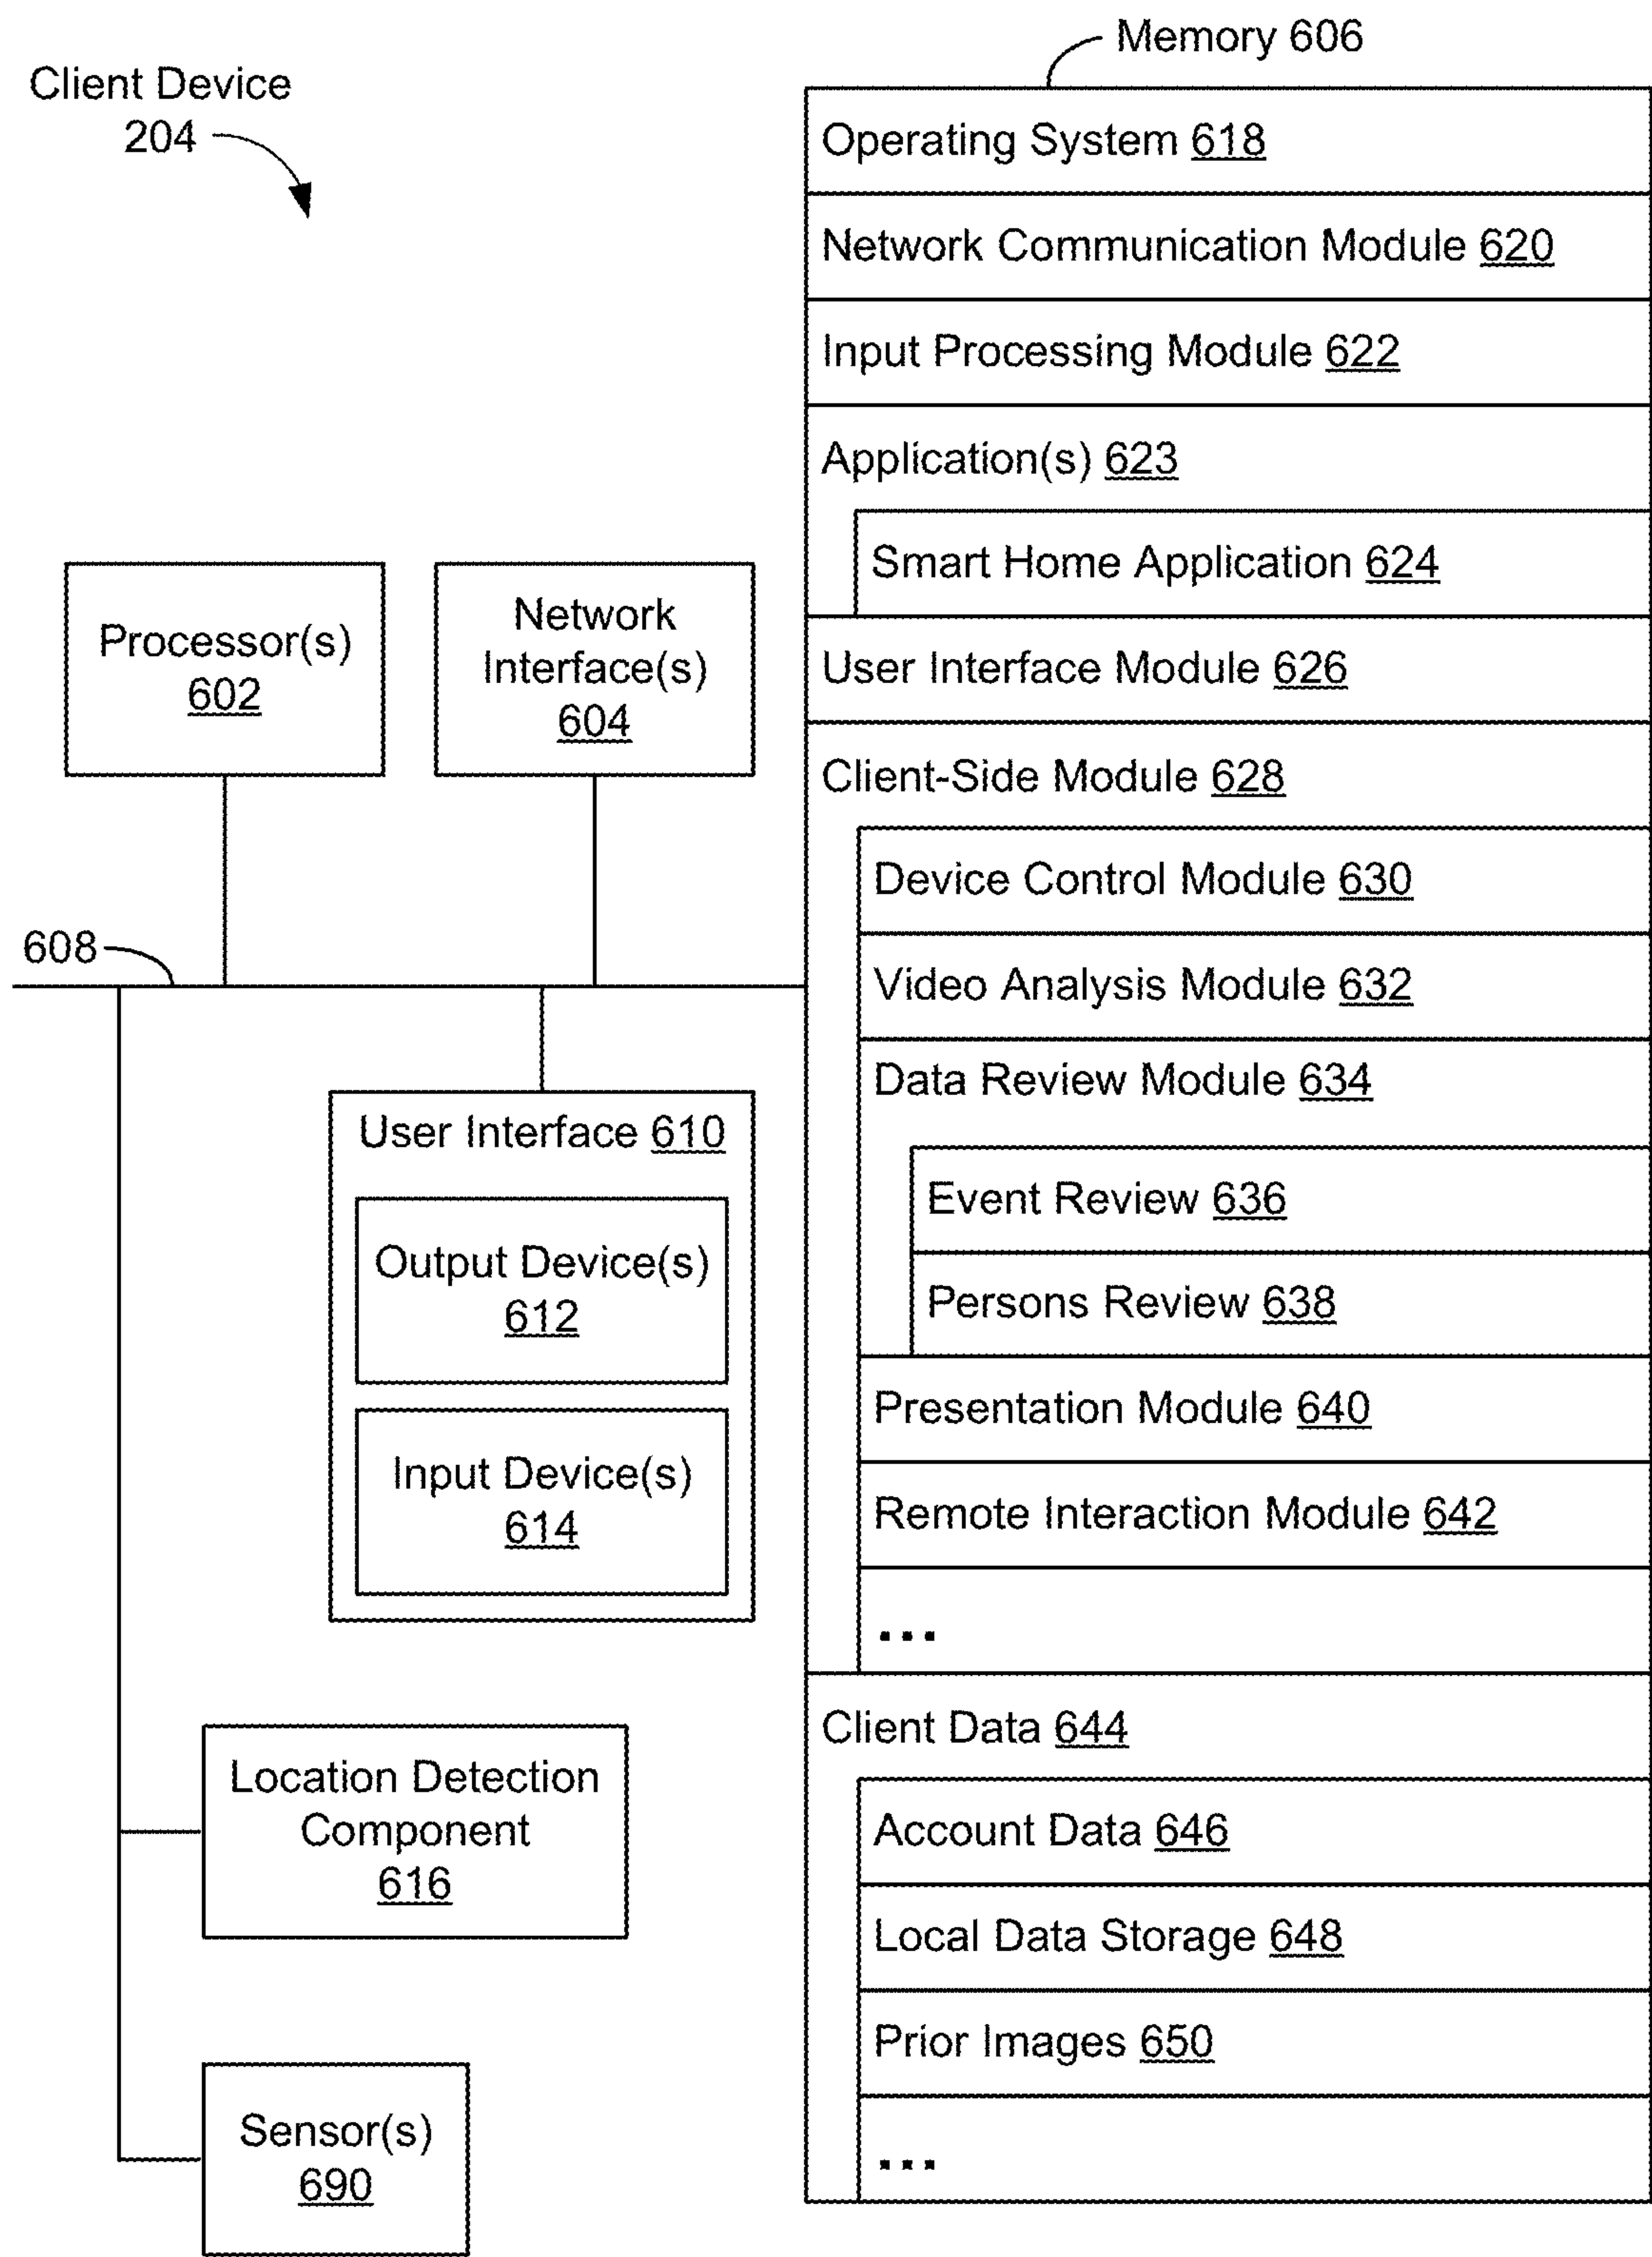 Client Device
204
Memory 606
Operating System 618
Network Communication Module 620
Input Processing Module 622
Application(s) 623
Smart Home Application 624
User Interface Module 626
Client-Side Module 628
Device Control Module 630
Video Analysis Module 632
Data Review Module 634
Event Review 636
Persons Review 638
Presentation Module 640
Remote Interaction Module 642
...
Client Data 644
Account Data 646
Local Data Storage 648
Prior Images 650
...
Processor(s)
602
Network
Interface(s)
604
608
User Interface 610
Output Device(s)
612
Input Device(s)
614
Location Detection
Component
616
Sensor(s)
690